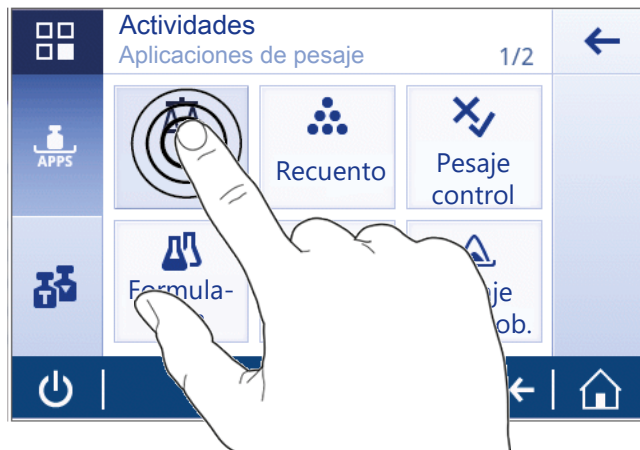 Actividades
Aplicaciones de pesaje
1/2
APPS
Recuento
Pesaje
control
Formula-
T